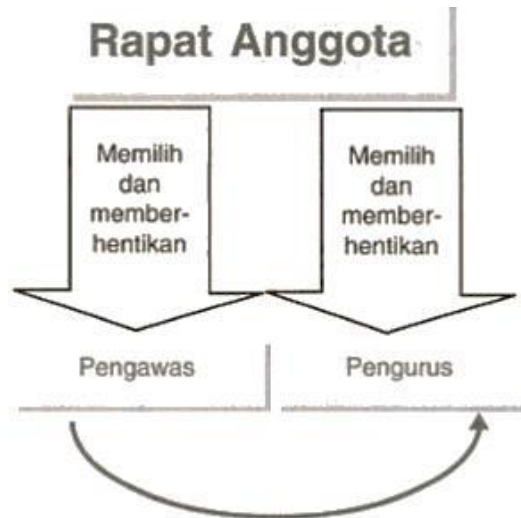 Rapat Anggota
Memilih
dan
member-
hentikan
Memilih
dan
member-
hentikan
Pengawas
Pengurus